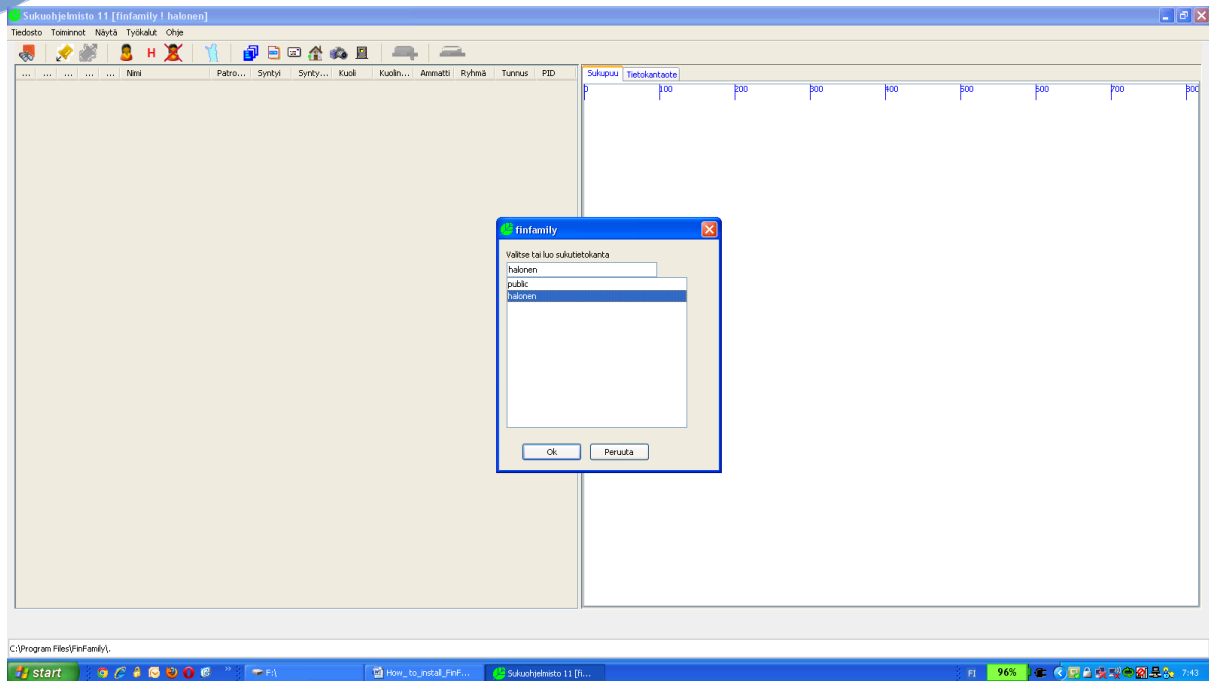 Sukuohjelmisto 11 [finfamily ! halonen]
Tiedosto Toiminnot Näytä Työkalut Ohje
H
... ... ... ... ... Nimi Patro... Syntyi Synty... Kuoli Kuolin... Ammatti Ryhmä Tunnus PID
Sukupuu Tietokantaote
0 100 200 300 400 500 600 700 800
finfamily
Valitse tai luo sukutietokanta
halonen
public
halonen
Ok Peruuta
C:\Program Files\FinFamily\.
start F:\ How_to_install_FinF... Sukuohjelmisto 11 [fi... FI 96% 7:43